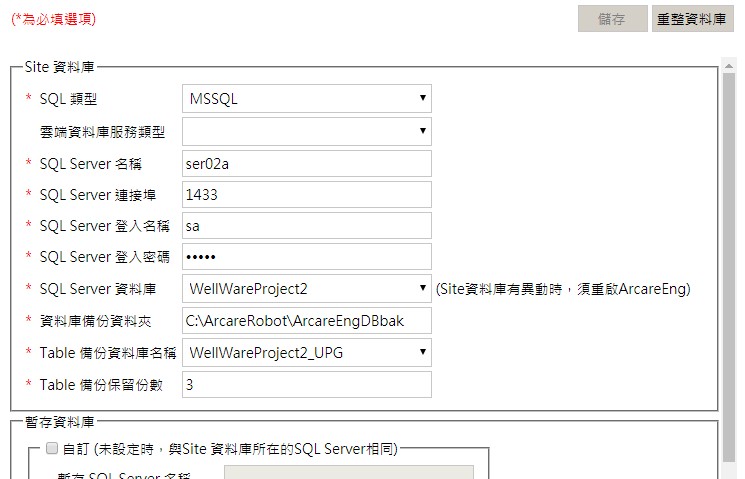 (*為必填選項)
儲存 重整資料庫
Site 資料庫
* SQL 類型 MSSQL
雲端資料庫服務類型
* SQL Server 名稱 ser02a
* SQL Server 連接埠 1433
* SQL Server 登入名稱 sa
* SQL Server 登入密碼 •••••
* SQL Server 資料庫 WellWareProject2 (Site資料庫有異動時，須重啟ArcareEng)
* 資料庫備份資料夾 C:\ArcareRobot\ArcareEngDBbak
* Table 備份資料庫名稱 WellWareProject2_UPG
* Table 備份保留份數 3
暫存資料庫
自訂 (未設定時，與Site 資料庫所在的SQL Server相同)
暫存 SQL Server 名稱